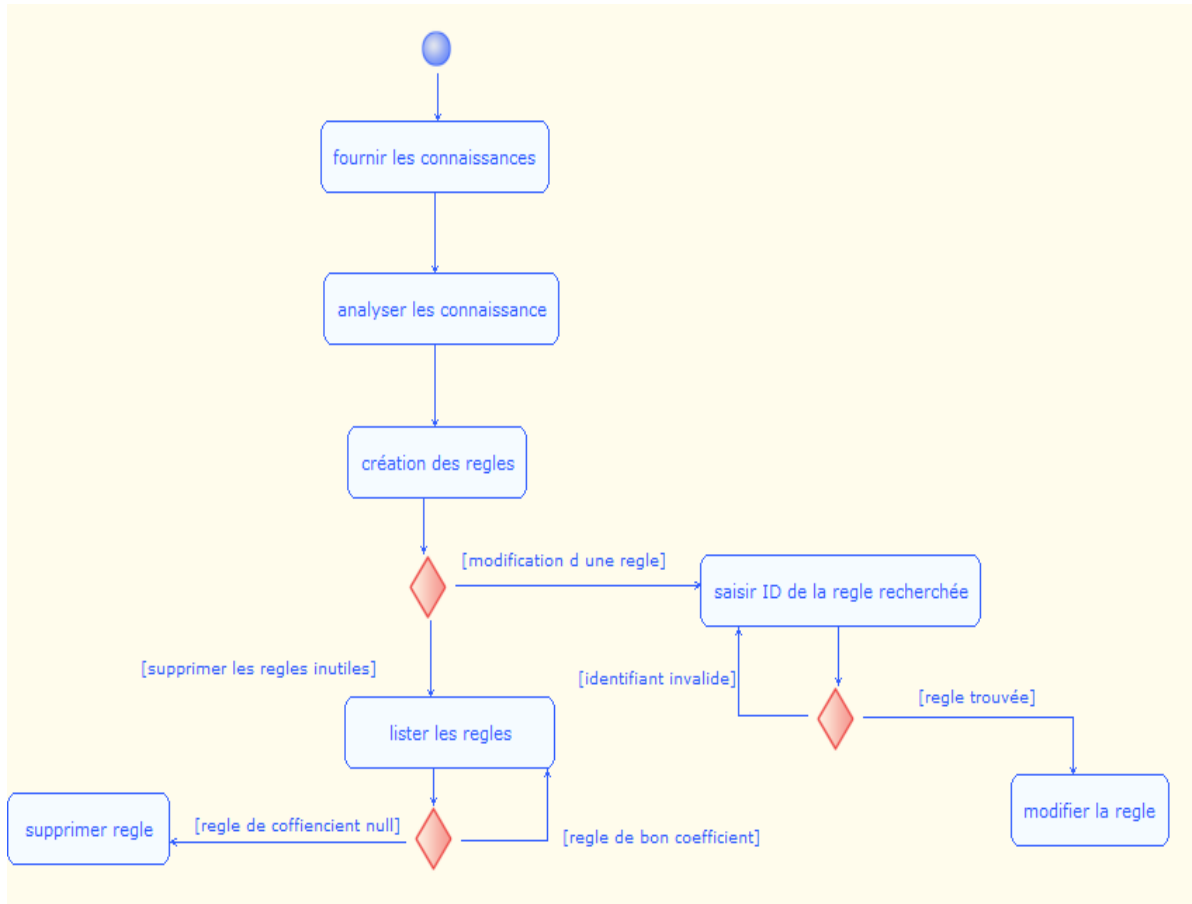 fournir les connaissances
analyser les connaissance
création des regles
[modification d une regle]
saisir ID de la regle recherchée
[supprimer les regles inutiles]
[identifiant invalide]
[regle trouvée]
lister les regles
modifier la regle
supprimer regle
[regle de coffiencient null]
[regle de bon coefficient]